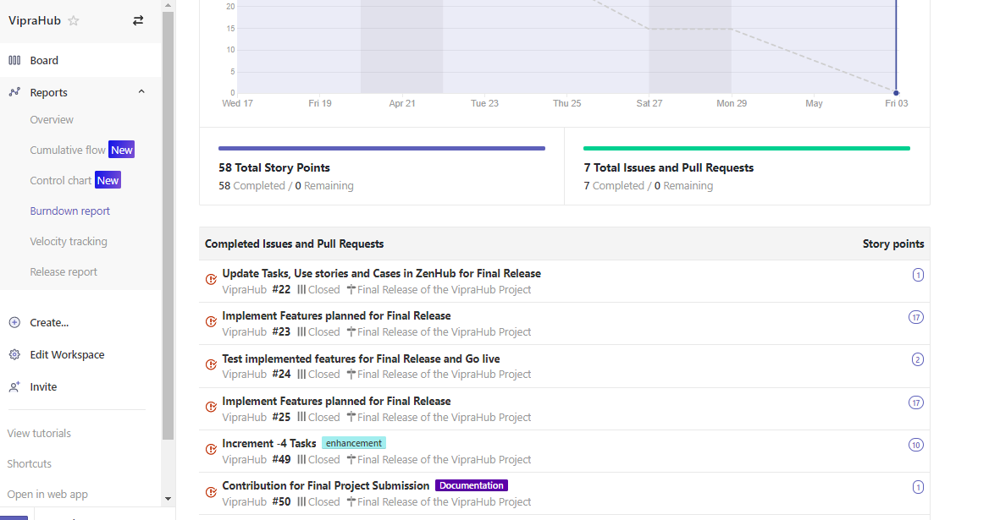 VipraHub
Board
Reports
Overview
Cumulative flow New
Control chart New
Burndown report
Velocity tracking
Release report
Create...
Edit Workspace
Invite
View tutorials
Shortcuts
Open in web app
20
15
10
5
0
Wed 17 Fri 19 Apr 21 Tue 23 Thu 25 Sat 27 Mon 29 May Fri 03
58 Total Story Points
58 Completed / 0 Remaining
7 Total Issues and Pull Requests
7 Completed / 0 Remaining
Completed Issues and Pull Requests Story points
Update Tasks, Use stories and Cases in ZenHub for Final Release 1
VipraHub #22 Closed Final Release of the VipraHub Project
Implement Features planned for Final Release 17
VipraHub #23 Closed Final Release of the VipraHub Project
Test implemented features for Final Release and Go live 2
VipraHub #24 Closed Final Release of the VipraHub Project
Implement Features planned for Final Release 17
VipraHub #25 Closed Final Release of the VipraHub Project
Increment -4 Tasks enhancement 10
VipraHub #49 Closed Final Release of the VipraHub Project
Contribution for Final Project Submission Documentation 1
VipraHub #50 Closed Final Release of the VipraHub Project